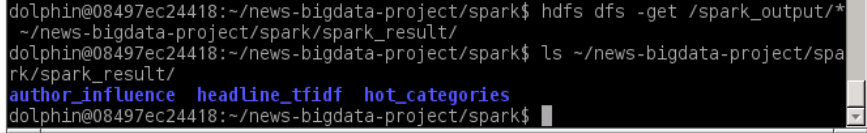 dolphin@08497ec24418:~/news-bigdata-project/spark$ hdfs dfs -get /spark_output/*
 ~/news-bigdata-project/spark/spark_result/
dolphin@08497ec24418:~/news-bigdata-project/spark$ ls ~/news-bigdata-project/spa
rk/spark_result/
author_influence  headline_tfidf  hot_categories
dolphin@08497ec24418:~/news-bigdata-project/spark$